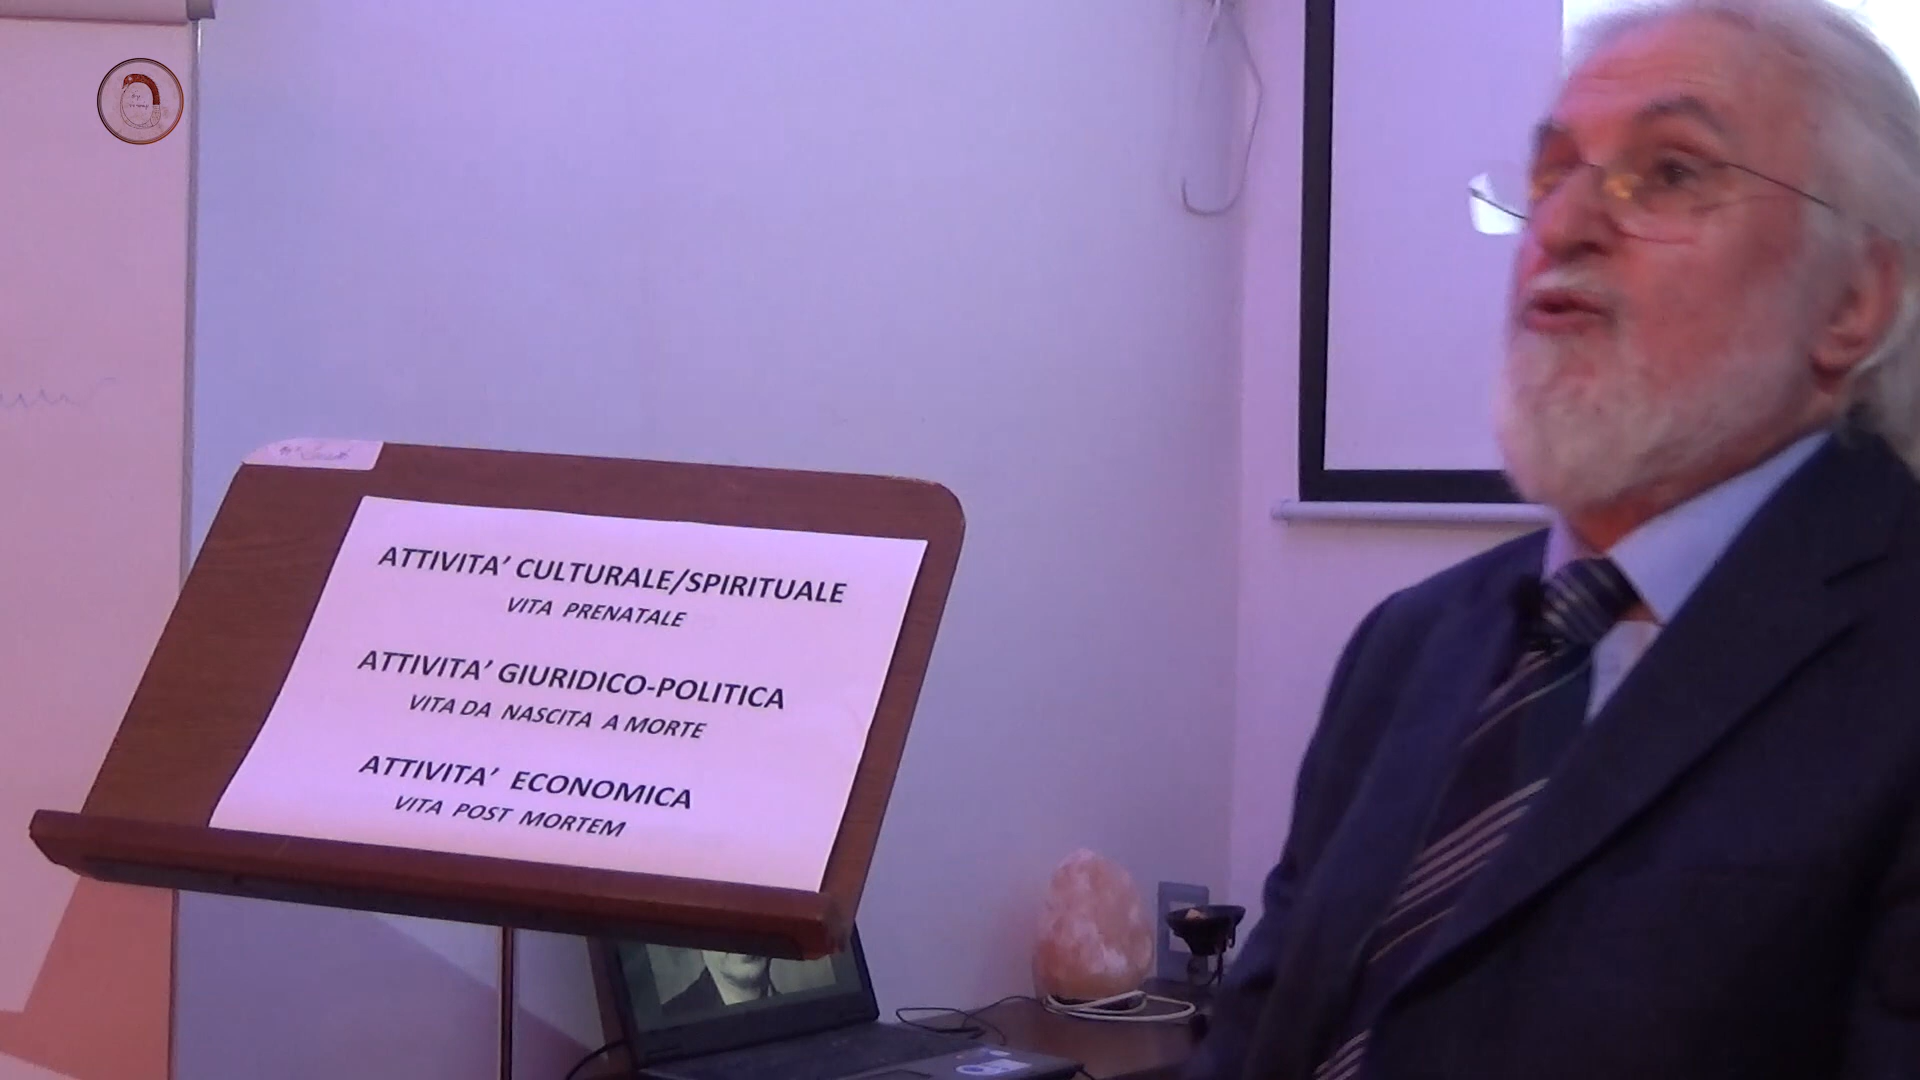 ATTIVITA' CULTURALE/SPIRITUALE
VITA PRENATALE
ATTIVITA' GIURIDICO-POLITICA
VITA DA NASCITA A MORTE
ATTIVITA' ECONOMICA
VITA POST MORTEM